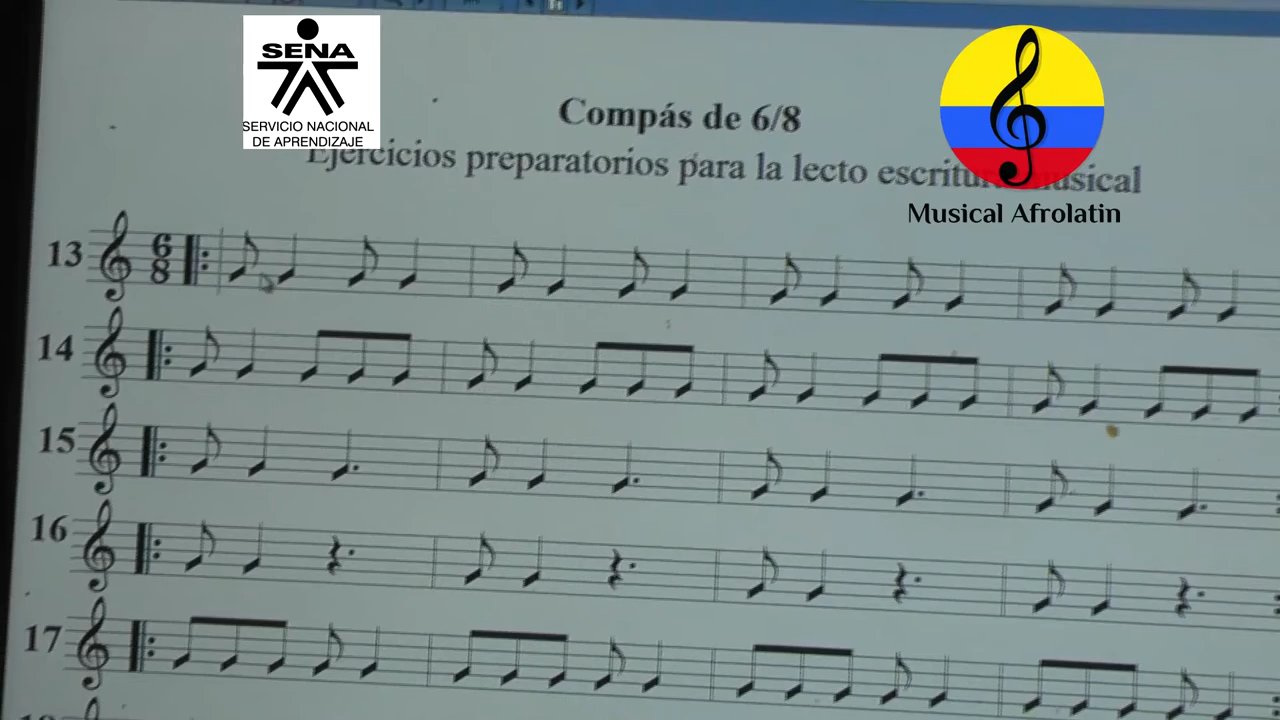 SENA
SERVICIO NACIONAL
DE APRENDIZAJE
Compás de 6/8
Ejercicios preparatorios para la lecto escritura musical
Musical Afrolatin
13
6
8
14
15
16
17